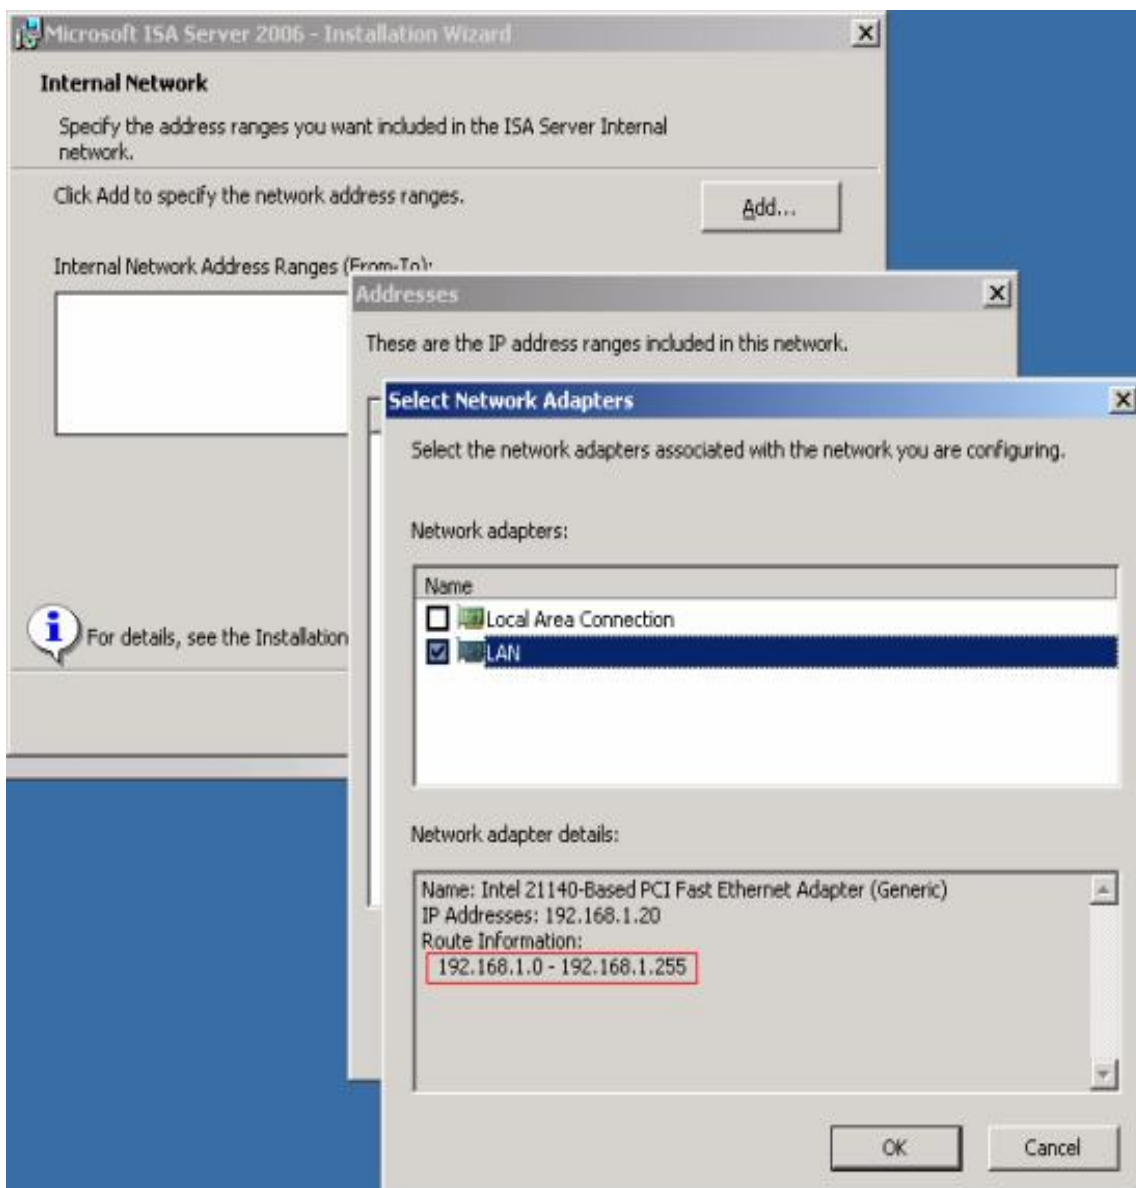 Microsoft ISA Server 2006 - Installation Wizard
Internal Network
Specify the address ranges you want included in the ISA Server Internal
network.
Click Add to specify the network address ranges.
Add...
Internal Network Address Ranges (From-To):
Addresses
These are the IP address ranges included in this network.
Select Network Adapters
Select the network adapters associated with the network you are configuring.
Network adapters:
Name
Local Area Connection
LAN
For details, see the Installation
Network adapter details:
Name: Intel 21140-Based PCI Fast Ethernet Adapter (Generic)
IP Addresses: 192.168.1.20
Route Information:
192.168.1.0 - 192.168.1.255
OK
Cancel